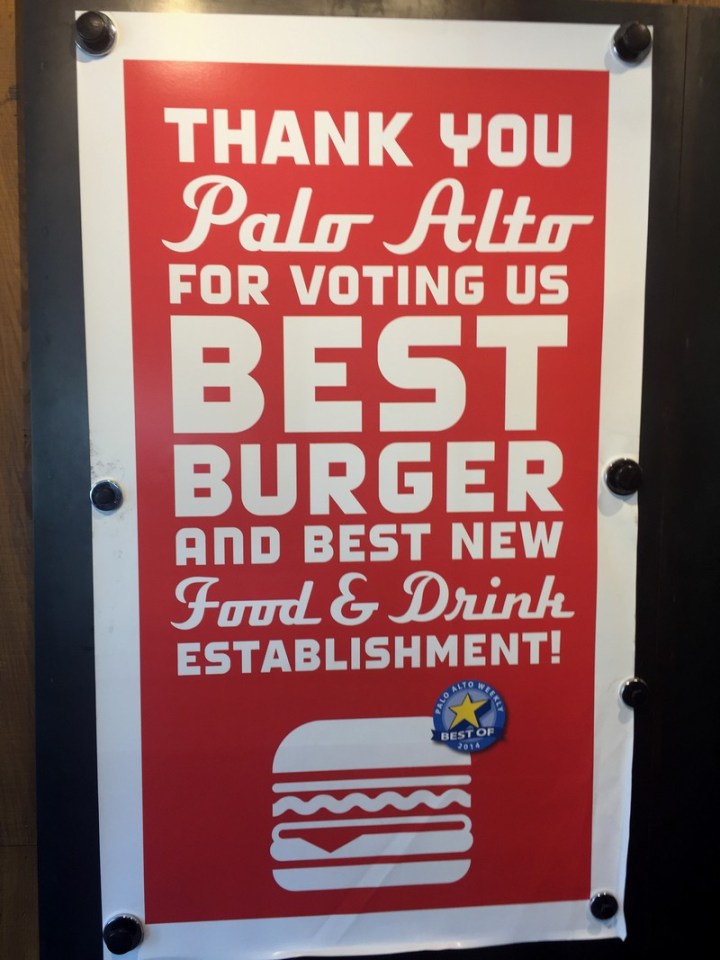 THANK YOU
Palo Alto
FOR VOTING US
BEST
BURGER
AND BEST NEW
Food & Drink
ESTABLISHMENT!
PALO ALTO WEEKLY
BEST OF
2014